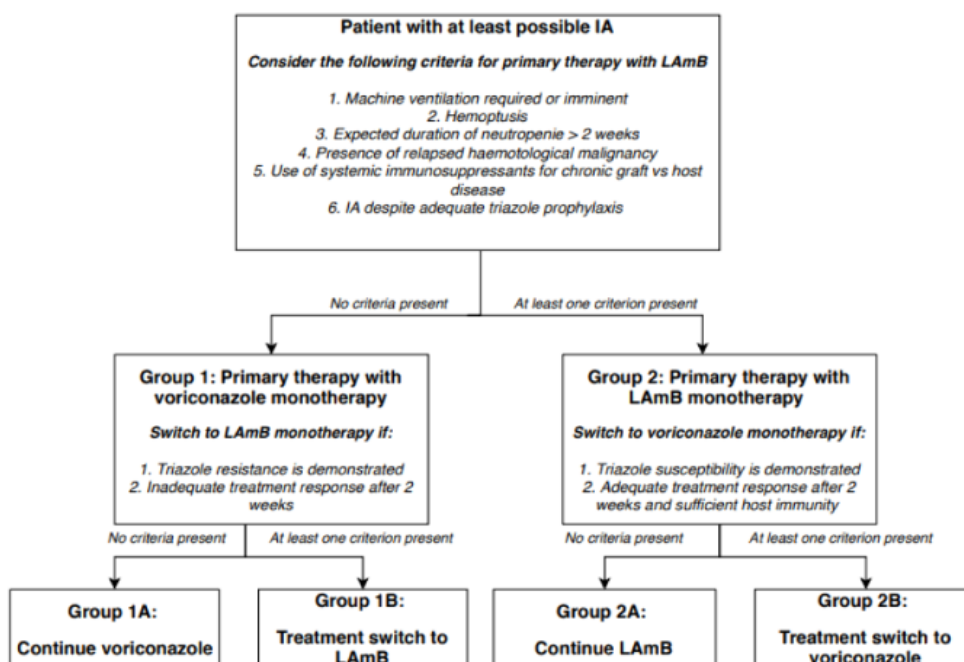 Patient with at least possible IA
Consider the following criteria for primary therapy with LAmB
1. Machine ventilation required or imminent
2. Hemoptusis
3. Expected duration of neutropenie > 2 weeks
4. Presence of relapsed haemotological malignancy
5. Use of systemic immunosuppressants for chronic graft vs host
disease
6. IA despite adequate triazole prophylaxis
No criteria present
At least one criterion present
Group 1: Primary therapy with
voriconazole monotherapy
Switch to LAmB monotherapy if:
1. Triazole resistance is demonstrated
2. Inadequate treatment response after 2
weeks
Group 2: Primary therapy with
LAmB monotherapy
Switch to voriconazole monotherapy if:
1. Triazole susceptibility is demonstrated
2. Adequate treatment response after 2
weeks and sufficient host immunity
No criteria present
At least one criterion present
No criteria present
At least one criterion present
Group 1A:
Continue voriconazole
Group 1B:
Treatment switch to
LAmB
Group 2A:
Continue LAmB
Group 2B:
Treatment switch to
voriconazole